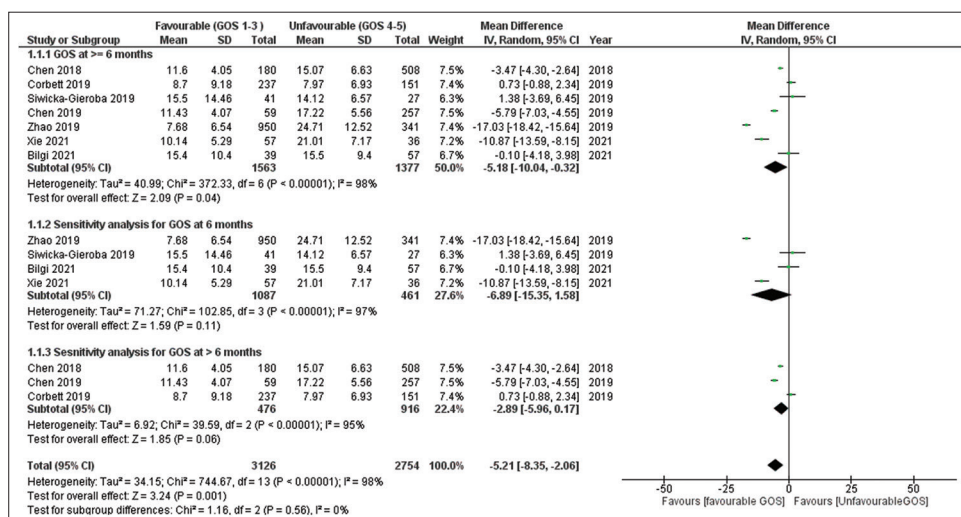 Favourable (GOS 1-3) Unfavourable (GOS 4-5) Mean Difference Mean Difference
Study or Subgroup Mean SD Total Mean SD Total Weight IV, Random, 95% CI Year IV, Random, 95% CI
1.1.1 GOS at >= 6 months
Chen 2018 11.6 4.05 180 15.07 6.63 508 7.5% -3.47 [-4.30, -2.64] 2018
Corbett 2019 8.7 9.18 237 7.97 6.93 151 7.4% 0.73 [-0.88, 2.34] 2019
Siwicka-Gieroba 2019 15.5 14.46 41 14.12 6.57 27 6.4% 1.38 [-3.69, 6.45] 2019
Chen 2019 11.43 4.07 59 17.22 5.56 257 7.4% -5.79 [-7.03, -4.55] 2019
Zhao 2019 7.68 6.54 950 24.71 12.52 341 7.4% -17.03 [-18.42, -15.64] 2019
Xie 2021 10.14 5.29 57 21.01 7.17 36 7.2% -10.87 [-13.59, -8.15] 2021
Bilgi 2021 15.4 10.4 39 15.5 9.4 57 6.7% -0.10 [-4.18, 3.98] 2021
Subtotal (95% CI) 1563 1377 50.0% -5.18 [-10.04, -0.32]
Heterogeneity: Tau² = 40.99; Chi² = 372.33, df = 6 (P < 0.00001); I² = 98%
Test for overall effect: Z = 2.09 (P = 0.04)
1.1.2 Sensitivity analysis for GOS at 6 months
Zhao 2019 7.68 6.54 950 24.71 12.52 341 7.4% -17.03 [-18.42, -15.64] 2019
Siwicka-Gieroba 2019 15.5 14.46 41 14.12 6.57 27 6.4% 1.38 [-3.69, 6.45] 2019
Bilgi 2021 15.4 10.4 39 15.5 9.4 57 6.7% -0.10 [-4.18, 3.98] 2021
Xie 2021 10.14 5.29 57 21.01 7.17 36 7.2% -10.87 [-13.59, -8.15] 2021
Subtotal (95% CI) 1087 461 27.6% -6.89 [-15.35, 1.58]
Heterogeneity: Tau² = 71.27; Chi² = 102.85, df = 3 (P < 0.00001); I² = 97%
Test for overall effect: Z = 1.59 (P = 0.11)
1.1.3 Sesnitivity analysis for GOS at > 6 months
Chen 2018 11.6 4.05 180 15.07 6.63 508 7.5% -3.47 [-4.30, -2.64] 2018
Chen 2019 11.43 4.07 59 17.22 5.56 257 7.4% -5.79 [-7.03, -4.55] 2019
Corbett 2019 8.7 9.18 237 7.97 6.93 151 7.4% 0.73 [-0.88, 2.34] 2019
Subtotal (95% CI) 476 916 22.4% -2.89 [-5.96, 0.17]
Heterogeneity: Tau² = 6.92; Chi² = 39.59, df = 2 (P < 0.00001); I² = 95%
Test for overall effect: Z = 1.85 (P = 0.06)
Total (95% CI) 3126 2754 100.0% -5.21 [-8.35, -2.06]
Heterogeneity: Tau² = 34.15; Chi² = 744.67, df = 13 (P < 0.00001); I² = 98%
Test for overall effect: Z = 3.24 (P = 0.001)
Test for subgroup differences: Chi² = 1.16, df = 2 (P = 0.56), I² = 0%
-50 -25 0 25 50
Favours [favourable GOS] Favours [UnfavourableGOS]